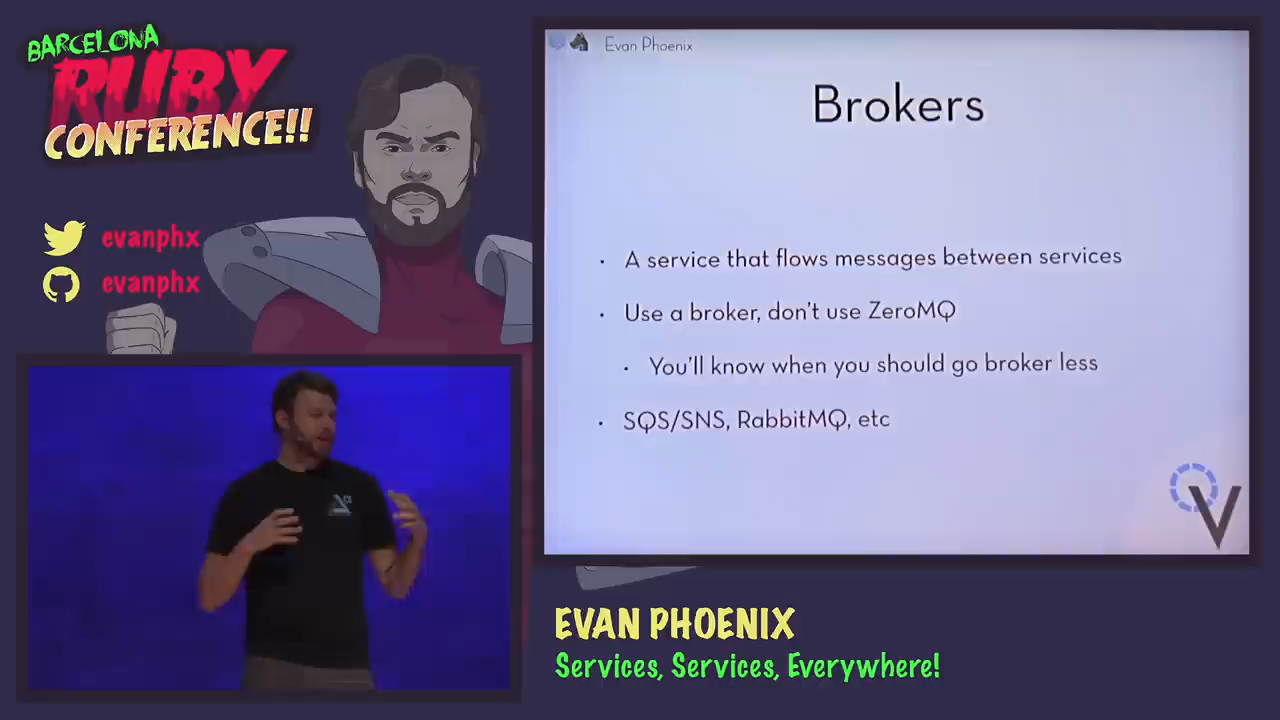 BARCELONA
RUBY
CONFERENCE!!
evanphx
evanphx
Evan Phoenix
Brokers
• A service that flows messages between services
• Use a broker, don't use ZeroMQ
• You'll know when you should go broker less
• SQS/SNS, RabbitMQ, etc
V
EVAN PHOENIX
Services, Services, Everywhere!